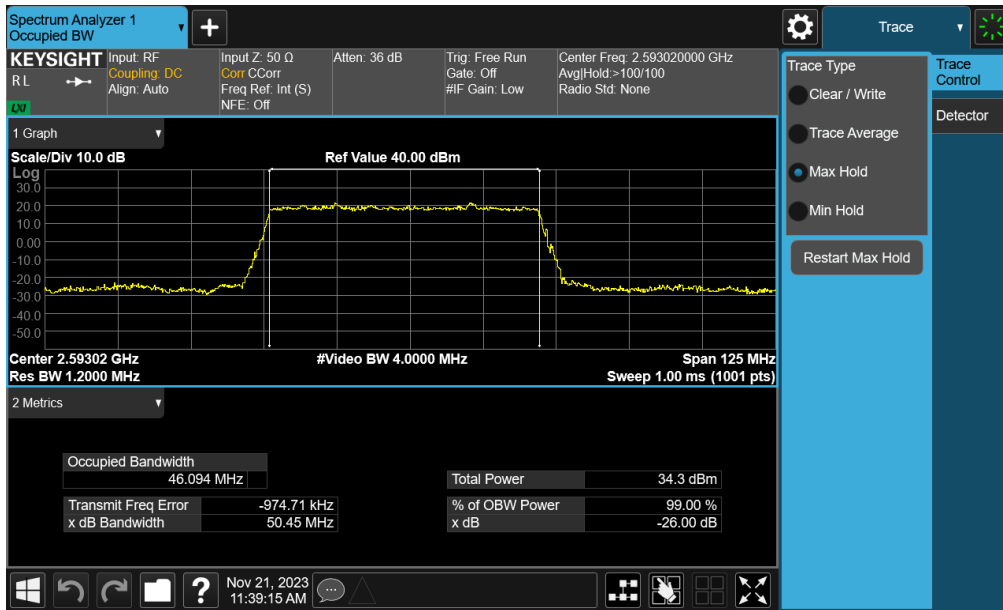 Spectrum Analyzer 1
Occupied BW
+
Trace
KEYSIGHT
R L
LXI
Input: RF
Coupling: DC
Align: Auto
Input Z: 50 Ω
Corr CCorr
Freq Ref: Int (S)
NFE: Off
Atten: 36 dB
Trig: Free Run
Gate: Off
#IF Gain: Low
Center Freq: 2.593020000 GHz
Avg|Hold:>100/100
Radio Std: None
Trace Type
Clear / Write
Trace Average
Max Hold
Min Hold
Restart Max Hold
Trace
Control
Detector
1 Graph
Scale/Div 10.0 dB
Ref Value 40.00 dBm
Log
30.0
20.0
10.0
0.00
-10.0
-20.0
-30.0
-40.0
-50.0
Center 2.59302 GHz
#Video BW 4.0000 MHz
Span 125 MHz
Res BW 1.2000 MHz
Sweep 1.00 ms (1001 pts)
2 Metrics
Occupied Bandwidth
46.094 MHz
Total Power 34.3 dBm
Transmit Freq Error -974.71 kHz
% of OBW Power 99.00 %
x dB Bandwidth 50.45 MHz
x dB -26.00 dB
?
Nov 21, 2023
11:39:15 AM